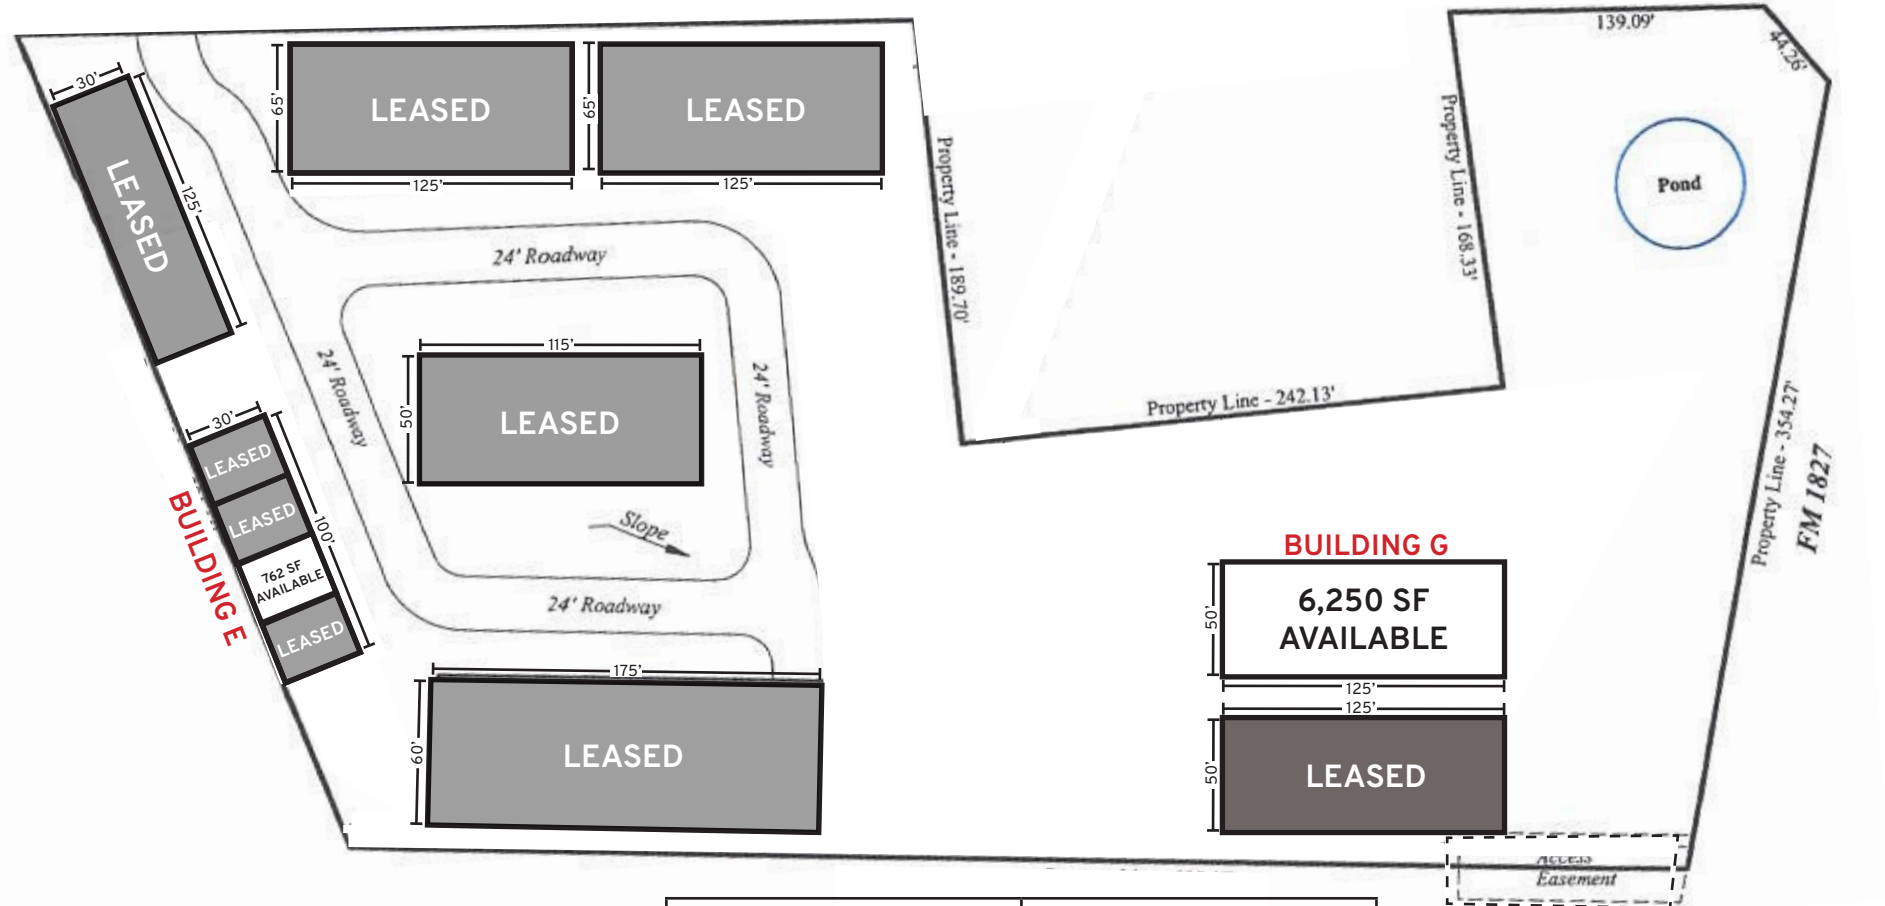 139.09'
44.26'
30'
65'
LEASED
65'
LEASED
125'
125'
LEASED
125'
Property Line - 189.70'
Property Line - 168.33'
Pond
24' Roadway
115'
50'
LEASED
24' Roadway
24' Roadway
Property Line - 242.13'
Property Line - 354.27'
FM 1827
30'
LEASED
LEASED
762 SF
AVAILABLE
LEASED
100'
BUILDING E
Slope
24' Roadway
BUILDING G
50'
6,250 SF
AVAILABLE
125'
125'
50'
LEASED
175'
60'
LEASED
Access
Easement